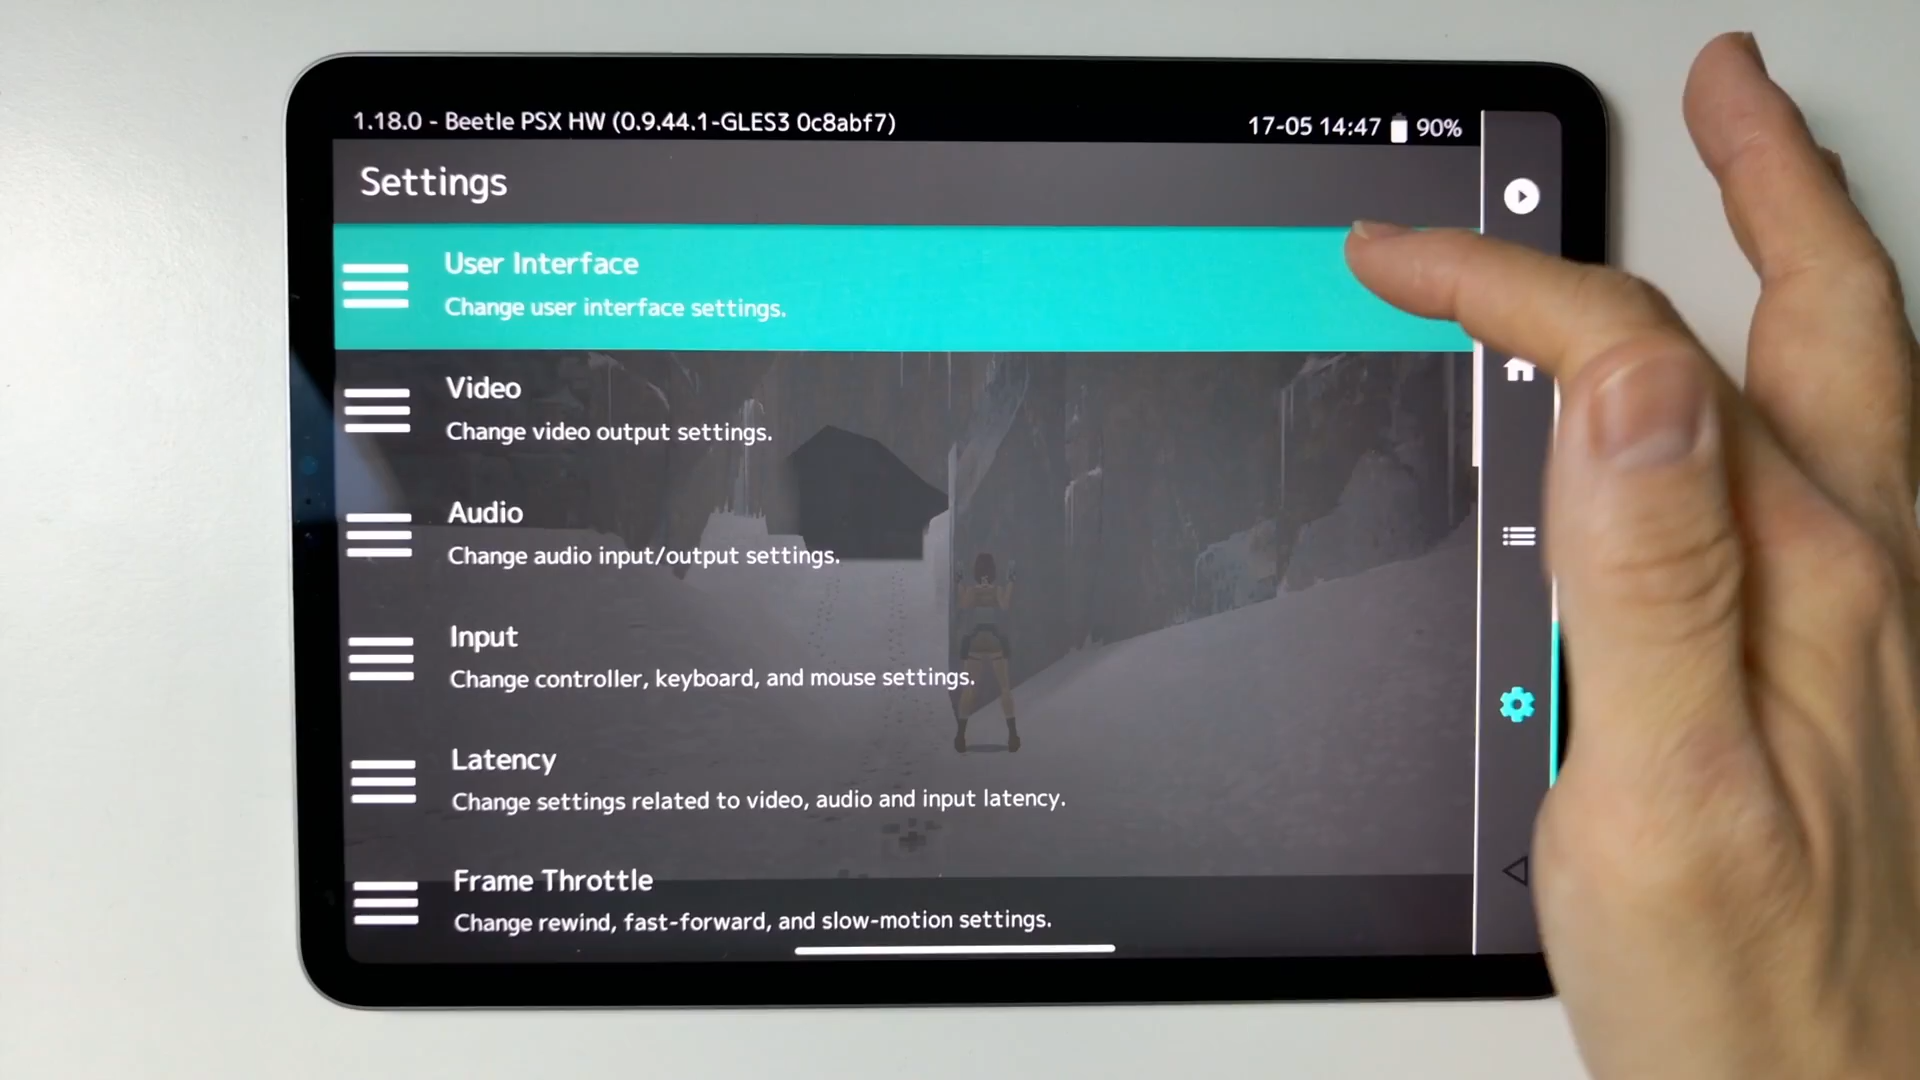 1.18.0 - Beetle PSX HW (0.9.44.1-GLES3 0c8abf7)
17-05 14:47 90%
Settings
User Interface
Change user interface settings.
Video
Change video output settings.
Audio
Change audio input/output settings.
Input
Change controller, keyboard, and mouse settings.
Latency
Change settings related to video, audio and input latency.
Frame Throttle
Change rewind, fast-forward, and slow-motion settings.